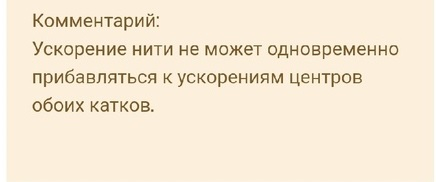 Комментарий:
Ускорение нити не может одновременно
прибавляться к ускорениям центров
обоих катков.